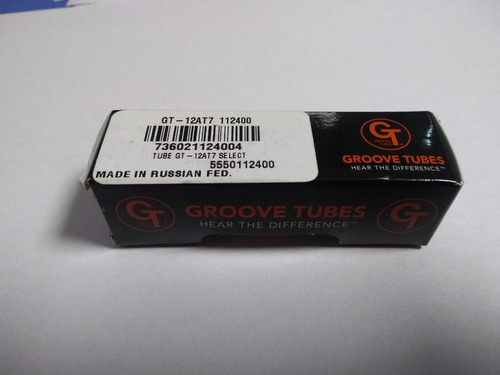 GT-12AT7 112400
736021124004
TUBE GT-12AT7 SELECT
5550112400
MADE IN RUSSIAN FED.
GT
GROOVE TUBES
HEAR THE DIFFERENCE™
GT GROOVE TUBES
HEAR THE DIFFERENCE™